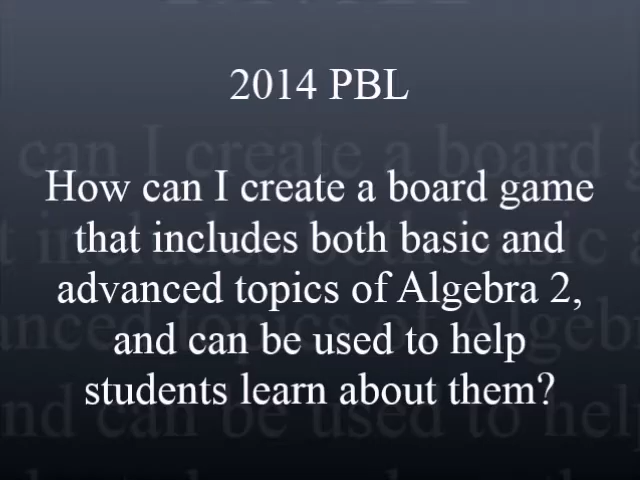 2014 PBL
How can I create a board game
that includes both basic and
advanced topics of Algebra 2,
and can be used to help
students learn about them?